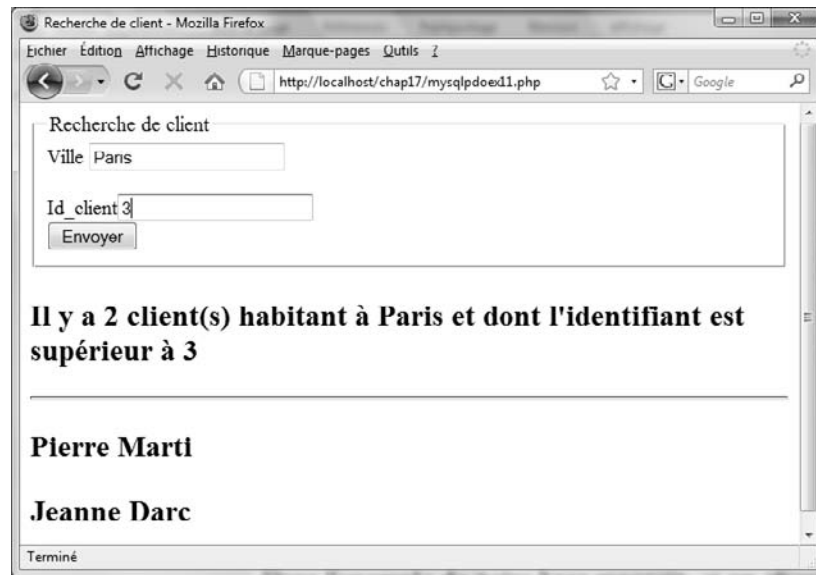 Recherche de client - Mozilla Firefox
Fichier Édition Affichage Historique Marque-pages Outils ?
http://localhost/chap17/mysqlpdoex11.php
Google
Recherche de client
Ville Paris
Id_client 3
Envoyer
Il y a 2 client(s) habitant à Paris et dont l'identifiant est
supérieur à 3
Pierre Marti
Jeanne Darc
Terminé